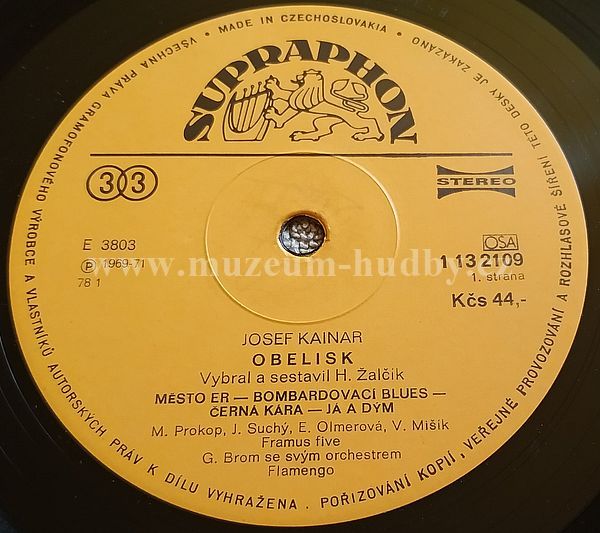 VŠECHNA PRÁVA GRAMOFONOVÉHO VÝROBCE A VLASTNÍKŮ AUTORSKÝCH PRÁV K DÍLU VYHRAŽENA . POŘIZOVÁNÍ KOPIÍ, VEŘEJNÉ PROVOZOVÁNÍ A ROZHLASOVÉ ŠÍŘENÍ TÉTO DESKY JE ZAKÁZÁNO • MADE IN CZECHOSLOVAKIA •
SUPRAPHON
33
STEREO
E 3803
OSA
℗ 1969-71
1 13 2109
78 1
1. strana
Kčs 44,-
www.muzeum-hudby.cz
JOSEF KAINAR
OBELISK
Vybral a sestavil H. Žalčik
MĚSTO ER — BOMBARDOVACÍ BLUES —
ČERNÁ KÁRA — JÁ A DÝM
M. Prokop, J. Suchý, E. Olmerová, V. Mišík
Framus five
G. Brom se svým orchestrem
Flamengo